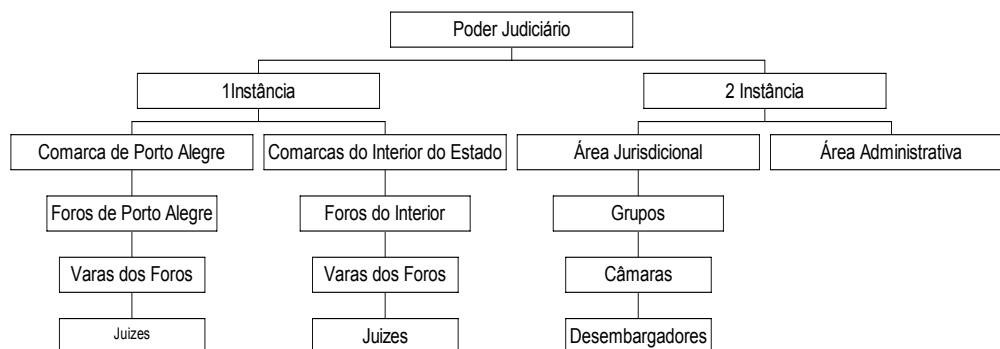 Poder Judiciário
1Instância
2 Instância
Comarca de Porto Alegre
Comarcas do Interior do Estado
Área Jurisdicional
Área Administrativa
Foros de Porto Alegre
Foros do Interior
Grupos
Varas dos Foros
Varas dos Foros
Câmaras
Juizes
Juizes
Desembargadores